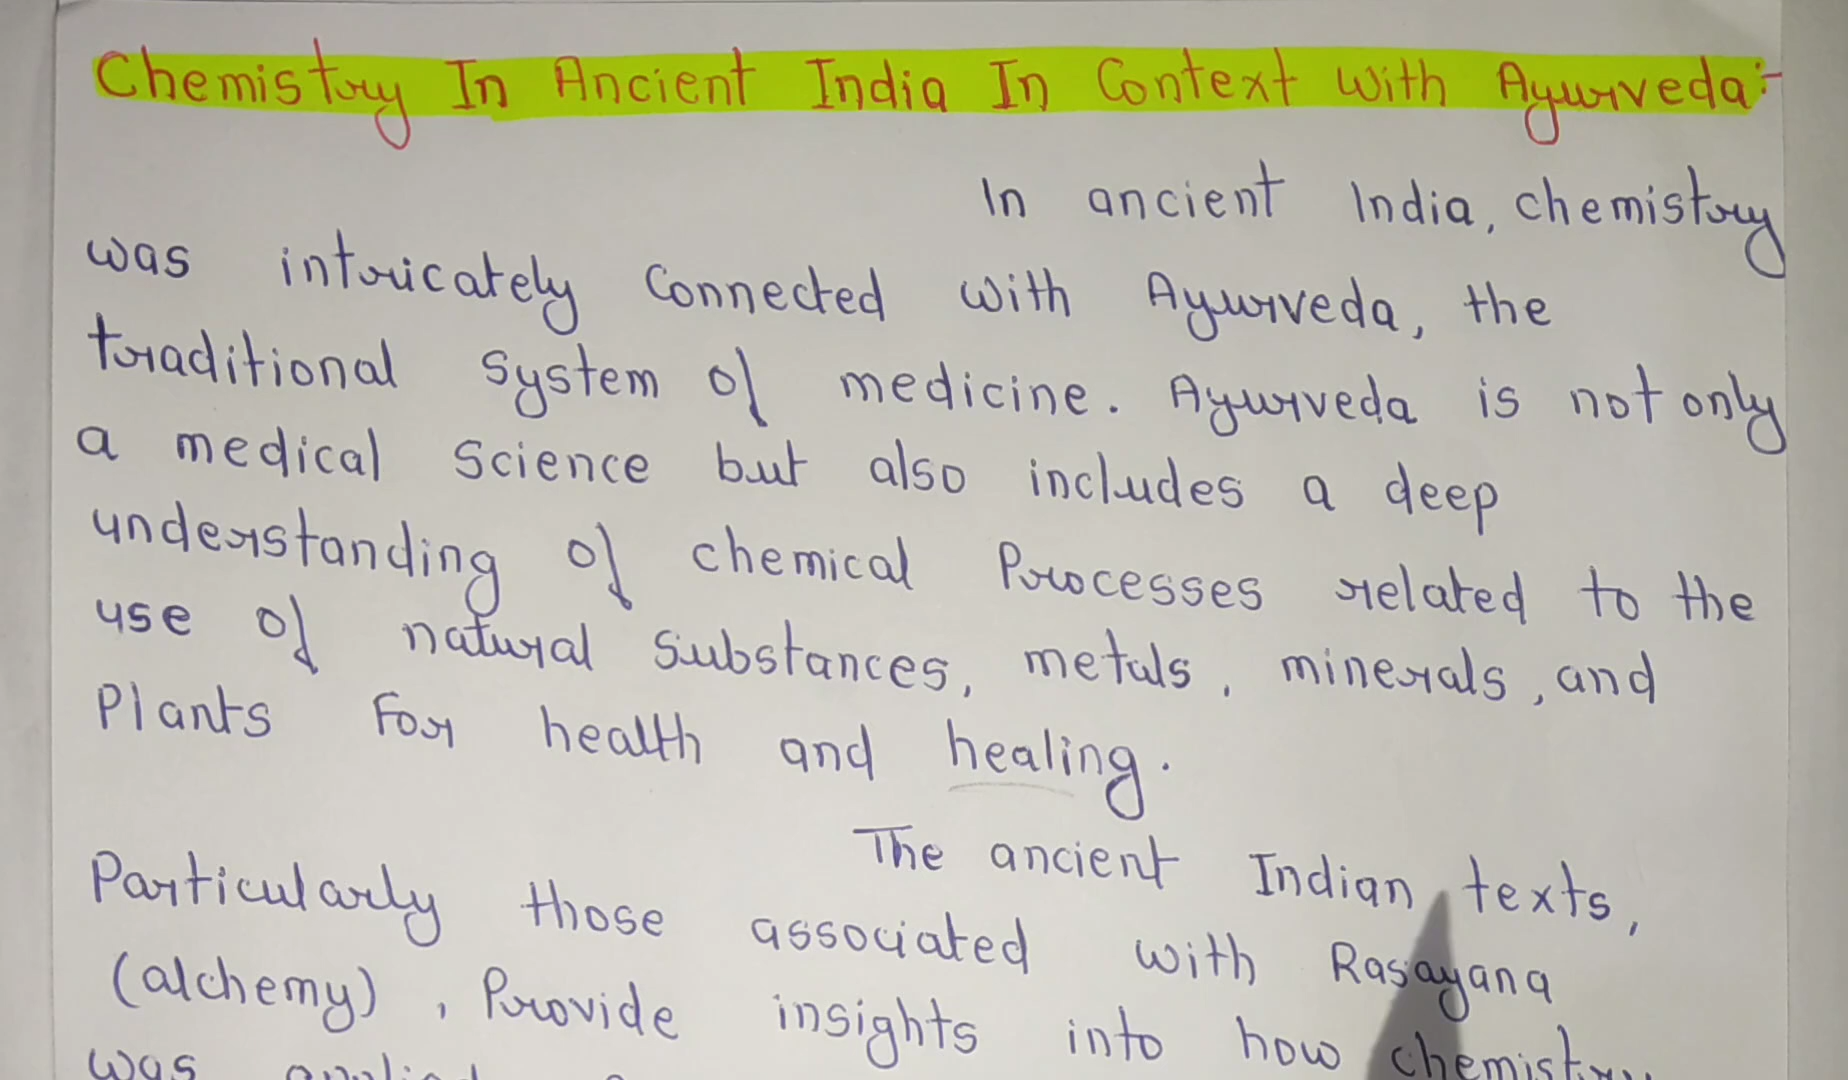 Chemistry In Ancient India In Context With Ayurveda:-
In ancient India, chemistry
was intricately Connected with Ayurveda, the
traditional system of medicine. Ayurveda is not only
a medical Science but also includes a deep
understanding of chemical Processes related to the
use of natural substances, metals, minerals, and
Plants For health and healing.
The ancient Indian texts,
Particularly those associated with Rasayana
(alchemy), Provide insights into how chemistry
was applied